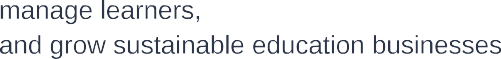 manage learners,
and grow sustainable education businesses